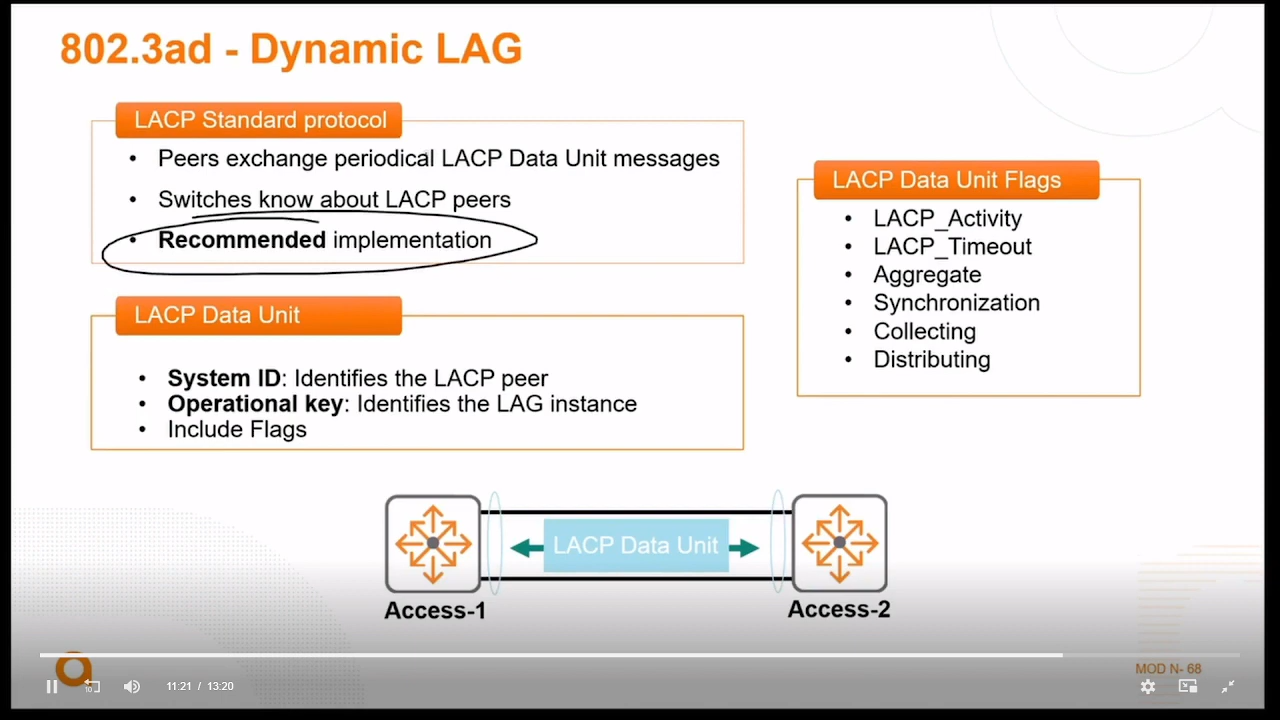 802.3ad - Dynamic LAG
LACP Standard protocol
• Peers exchange periodical LACP Data Unit messages
• Switches know about LACP peers
• Recommended implementation
LACP Data Unit
• System ID: Identifies the LACP peer
• Operational key: Identifies the LAG instance
• Include Flags
LACP Data Unit Flags
• LACP_Activity
• LACP_Timeout
• Aggregate
• Synchronization
• Collecting
• Distributing
LACP Data Unit
Access-1
Access-2
MOD N- 68
10
11:21 / 13:20